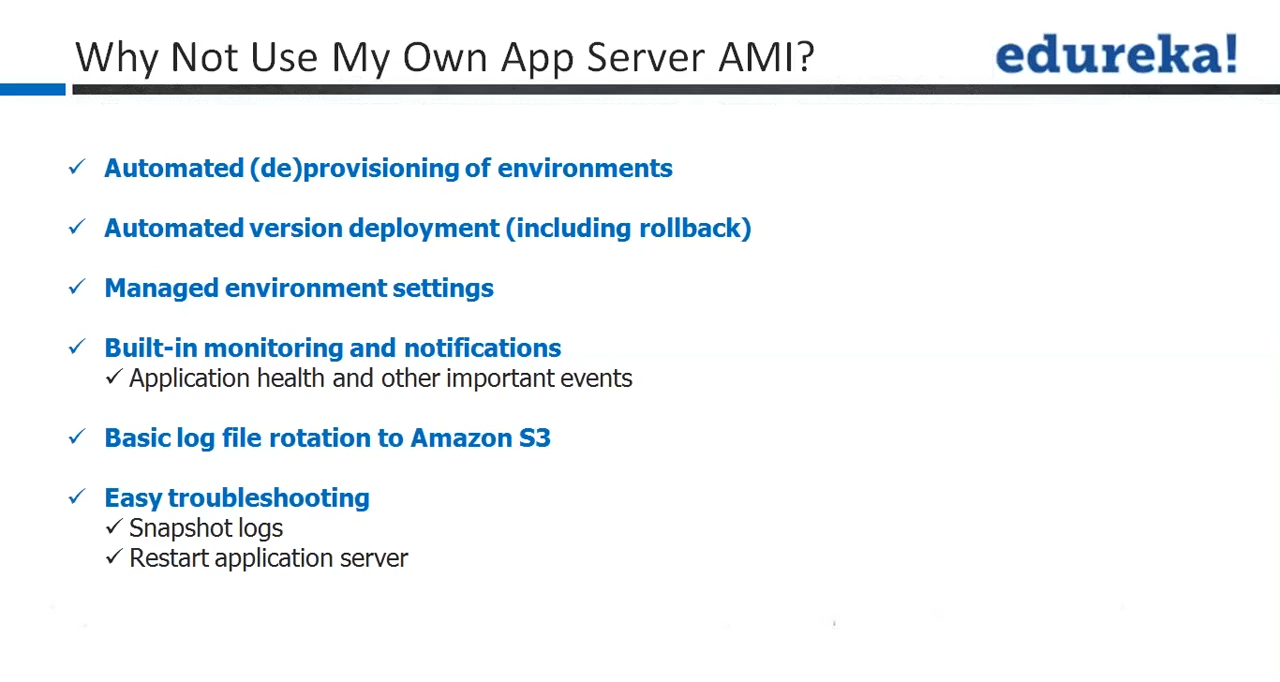 Why Not Use My Own App Server AMI?
edureka!
Automated (de)provisioning of environments
Automated version deployment (including rollback)
Managed environment settings
Built-in monitoring and notifications
Application health and other important events
Basic log file rotation to Amazon S3
Easy troubleshooting
Snapshot logs
Restart application server